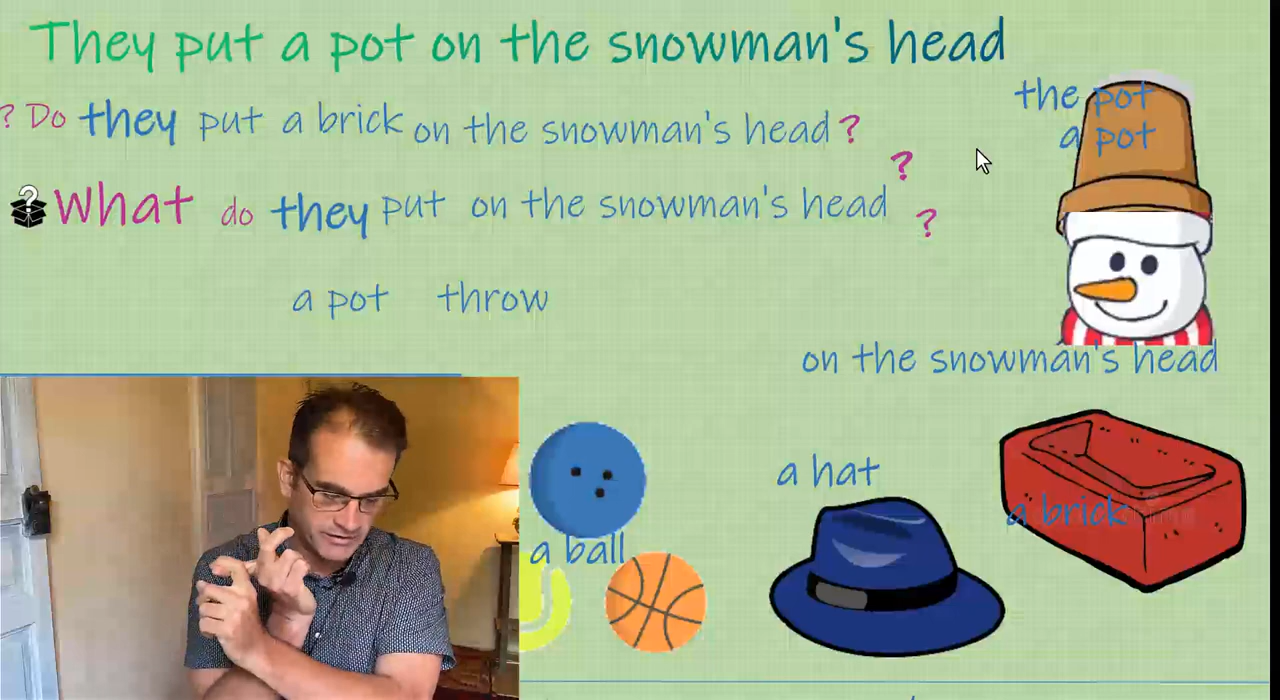 They put a pot on the snowman's head
? Do they put a brick on the snowman's head ?
the pot
a pot
? What do they put on the snowman's head ?
?
a pot throw
on the snowman's head
a hat
a brick
a ball